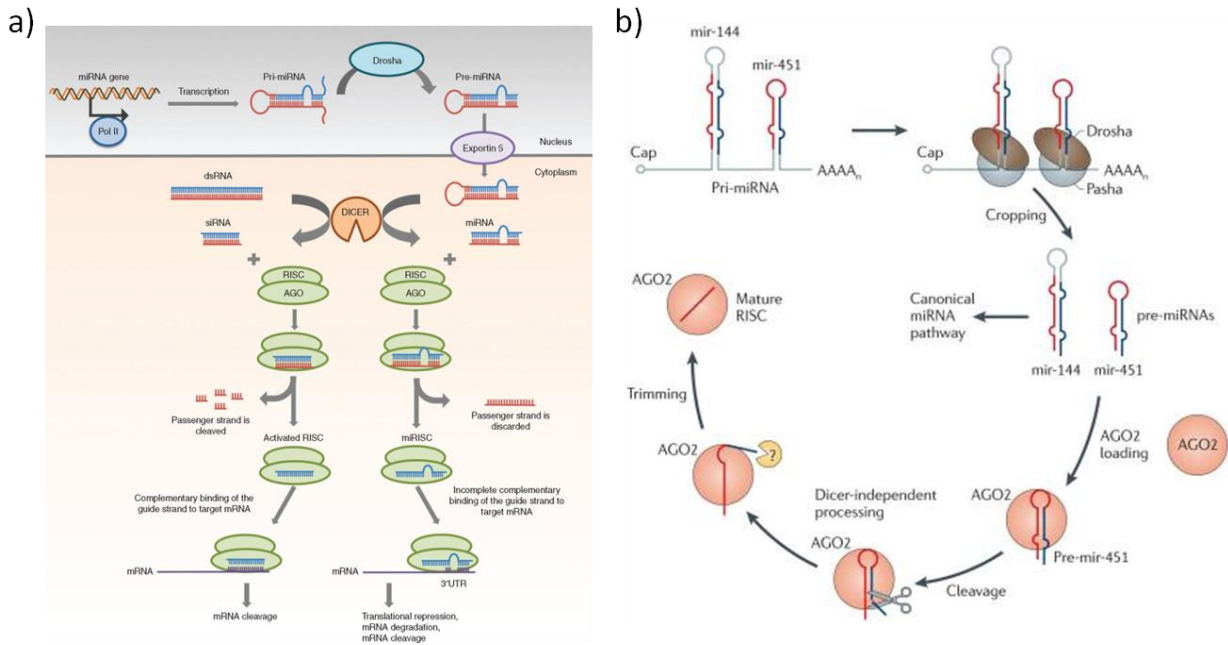 a)
Drosha
miRNA gene
Pri-miRNA
Pre-miRNA
Transcription
Pol II
Exportin 5
Nucleus
Cytoplasm
dsRNA
DICER
siRNA
miRNA
+
+
RISC
AGO
RISC
AGO
Passenger strand is
cleaved
Passenger strand is
discarded
Activated RISC
miRISC
Complementary binding of the
guide strand to target mRNA
Incomplete complementary
binding of the guide strand to
target mRNA
mRNA
mRNA
3'UTR
mRNA cleavage
Translational repression,
mRNA degradation,
mRNA cleavage
b)
mir-144
mir-451
Cap
Pri-miRNA
AAAAn
Cap
Drosha
AAAAn
Pasha
Cropping
AGO2
Mature
RISC
Canonical
miRNA
pathway
pre-miRNAs
mir-144
mir-451
Trimming
AGO2
loading
AGO2
AGO2
?
Dicer-independent
processing
AGO2
AGO2
Pre-mir-451
Cleavage